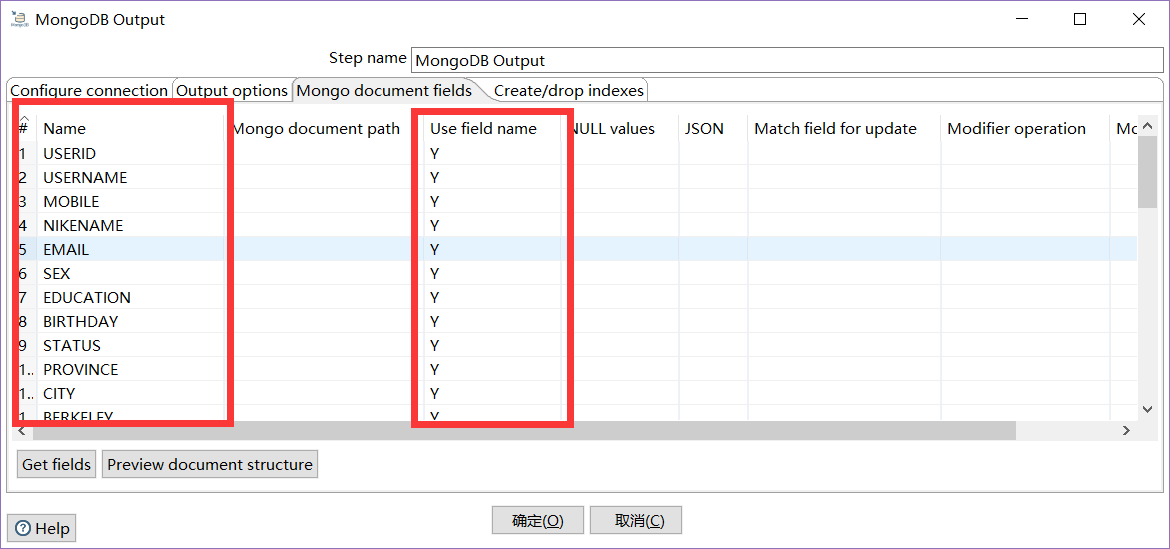 MongoDB Output
Step name MongoDB Output
Configure connection Output options Mongo document fields Create/drop indexes
# Name Mongo document path Use field name NULL values JSON Match field for update Modifier operation
1 USERID Y
2 USERNAME Y
3 MOBILE Y
4 NIKENAME Y
5 EMAIL Y
6 SEX Y
7 EDUCATION Y
8 BIRTHDAY Y
9 STATUS Y
1.. PROVINCE Y
1.. CITY Y
1 BERKELEY Y
Get fields Preview document structure
Help 确定(O) 取消(C)